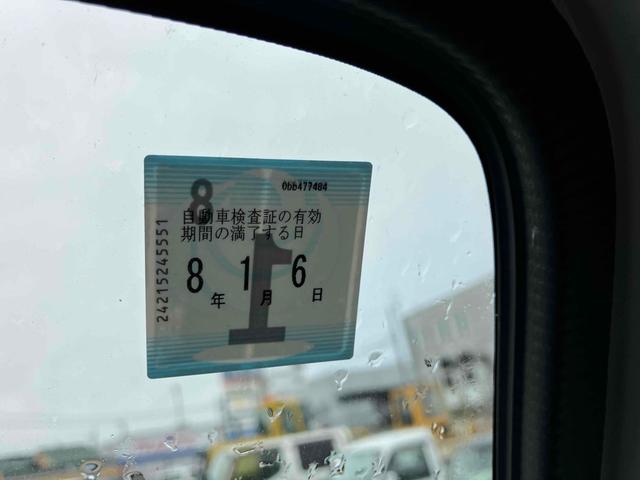 8
0bb477484
自動車検査証の有効
期間の満了する日
8年1月6日
1
24215245551